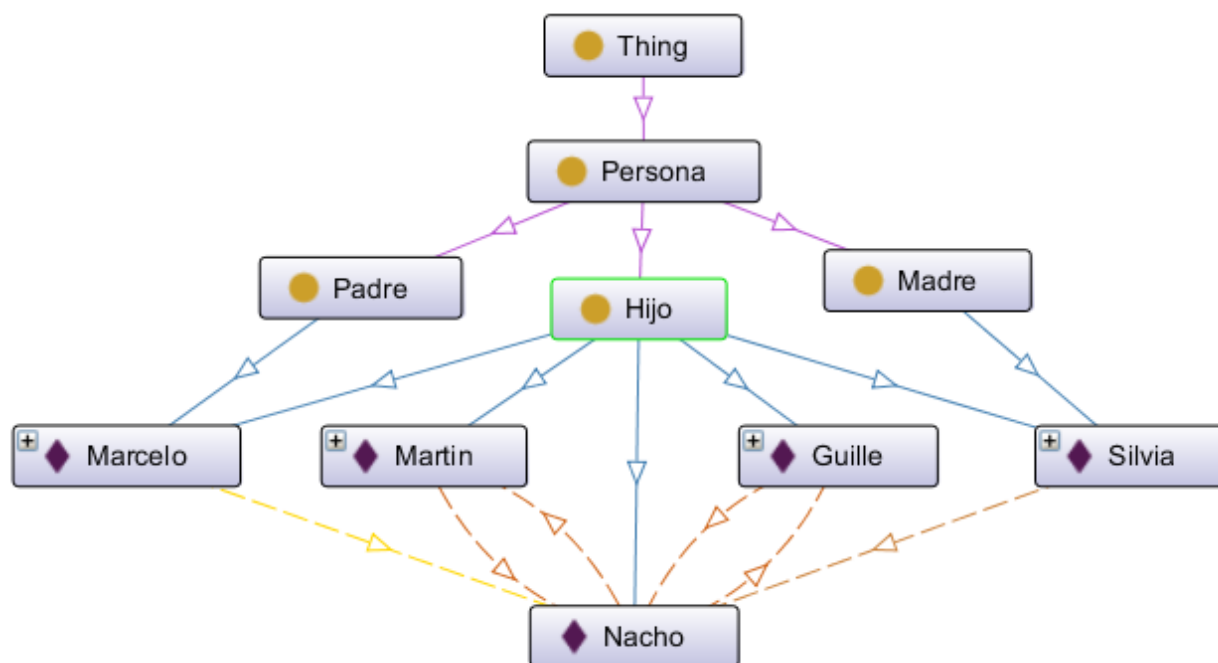 Thing
Persona
Padre
Hijo
Madre
Marcelo
Martin
Guille
Silvia
Nacho